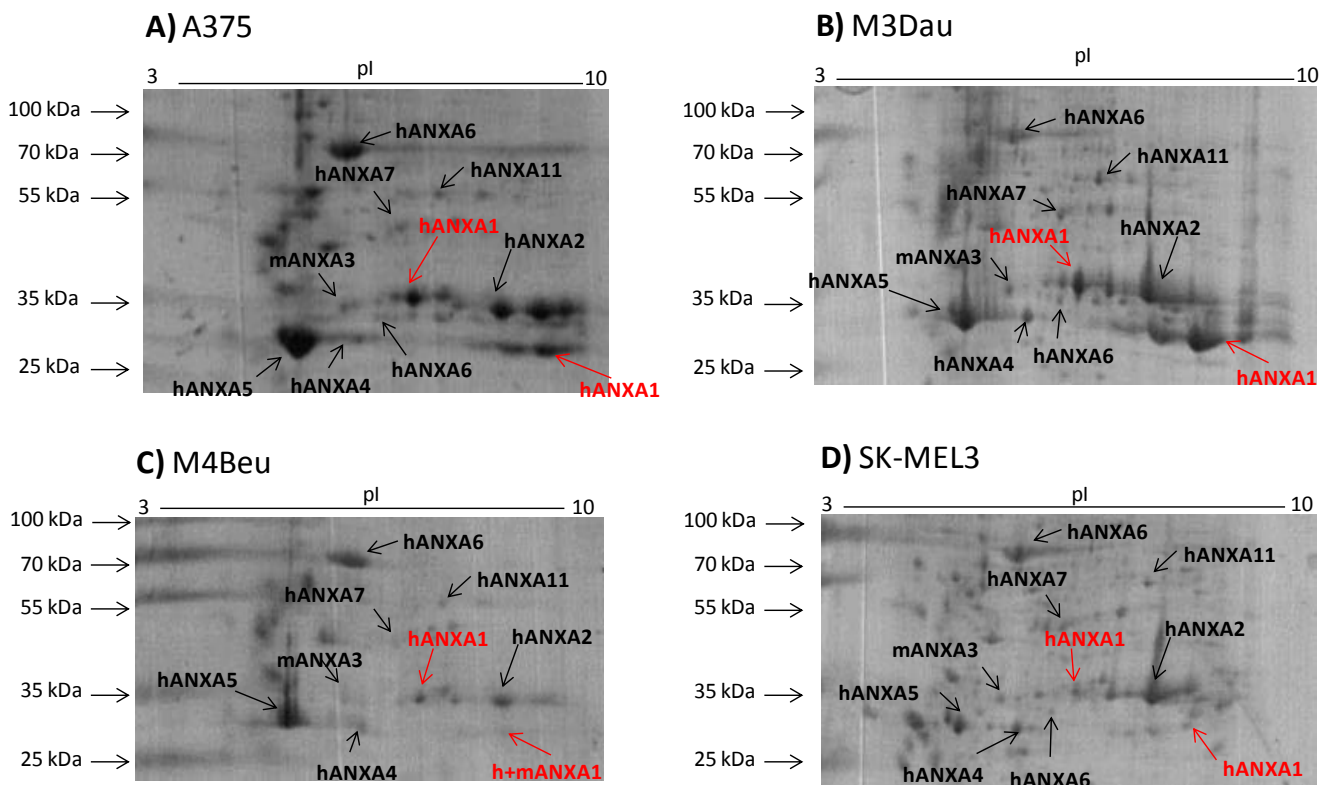 A) A375
3 pI 10
100 kDa
70 kDa
55 kDa
35 kDa
25 kDa
hANXA6
hANXA7
hANXA11
hANXA1
hANXA2
mANXA3
hANXA5
hANXA4
hANXA6
hANXA1
B) M3Dau
3 pI 10
100 kDa
70 kDa
55 kDa
35 kDa
25 kDa
hANXA6
hANXA11
hANXA7
hANXA1
hANXA2
mANXA3
hANXA5
hANXA4
hANXA6
hANXA1
C) M4Beu
3 pI 10
100 kDa
70 kDa
55 kDa
35 kDa
25 kDa
hANXA6
hANXA11
hANXA7
hANXA1
hANXA2
mANXA3
hANXA5
hANXA4
h+mANXA1
D) SK-MEL3
3 pI 10
100 kDa
70 kDa
55 kDa
35 kDa
25 kDa
hANXA6
hANXA11
hANXA7
hANXA1
hANXA2
mANXA3
hANXA5
hANXA4
hANXA6
hANXA1